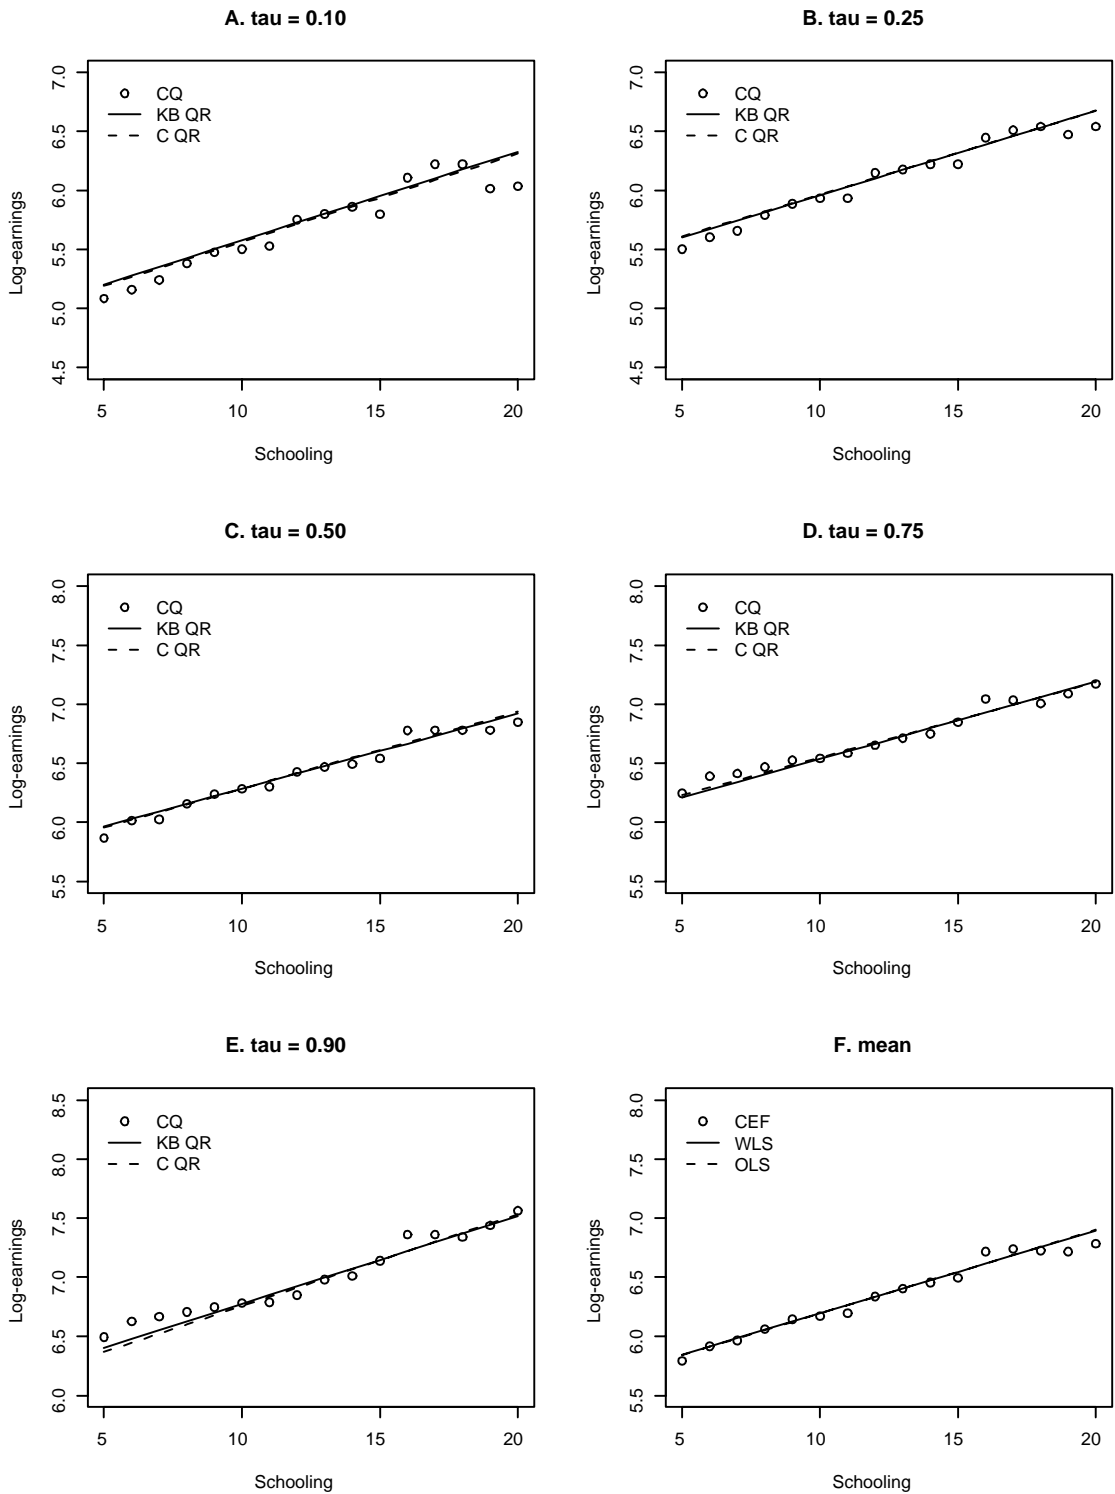 A. tau = 0.10
CQ
KB QR
C QR
Log-earnings
7.0
6.5
6.0
5.5
5.0
4.5
5 10 15 20
Schooling
B. tau = 0.25
CQ
KB QR
C QR
Log-earnings
7.0
6.5
6.0
5.5
5.0
4.5
5 10 15 20
Schooling
C. tau = 0.50
CQ
KB QR
C QR
Log-earnings
8.0
7.5
7.0
6.5
6.0
5.5
5 10 15 20
Schooling
D. tau = 0.75
CQ
KB QR
C QR
Log-earnings
8.0
7.5
7.0
6.5
6.0
5.5
5 10 15 20
Schooling
E. tau = 0.90
CQ
KB QR
C QR
Log-earnings
8.5
8.0
7.5
7.0
6.5
6.0
5 10 15 20
Schooling
F. mean
CEF
WLS
OLS
Log-earnings
8.0
7.5
7.0
6.5
6.0
5.5
5 10 15 20
Schooling